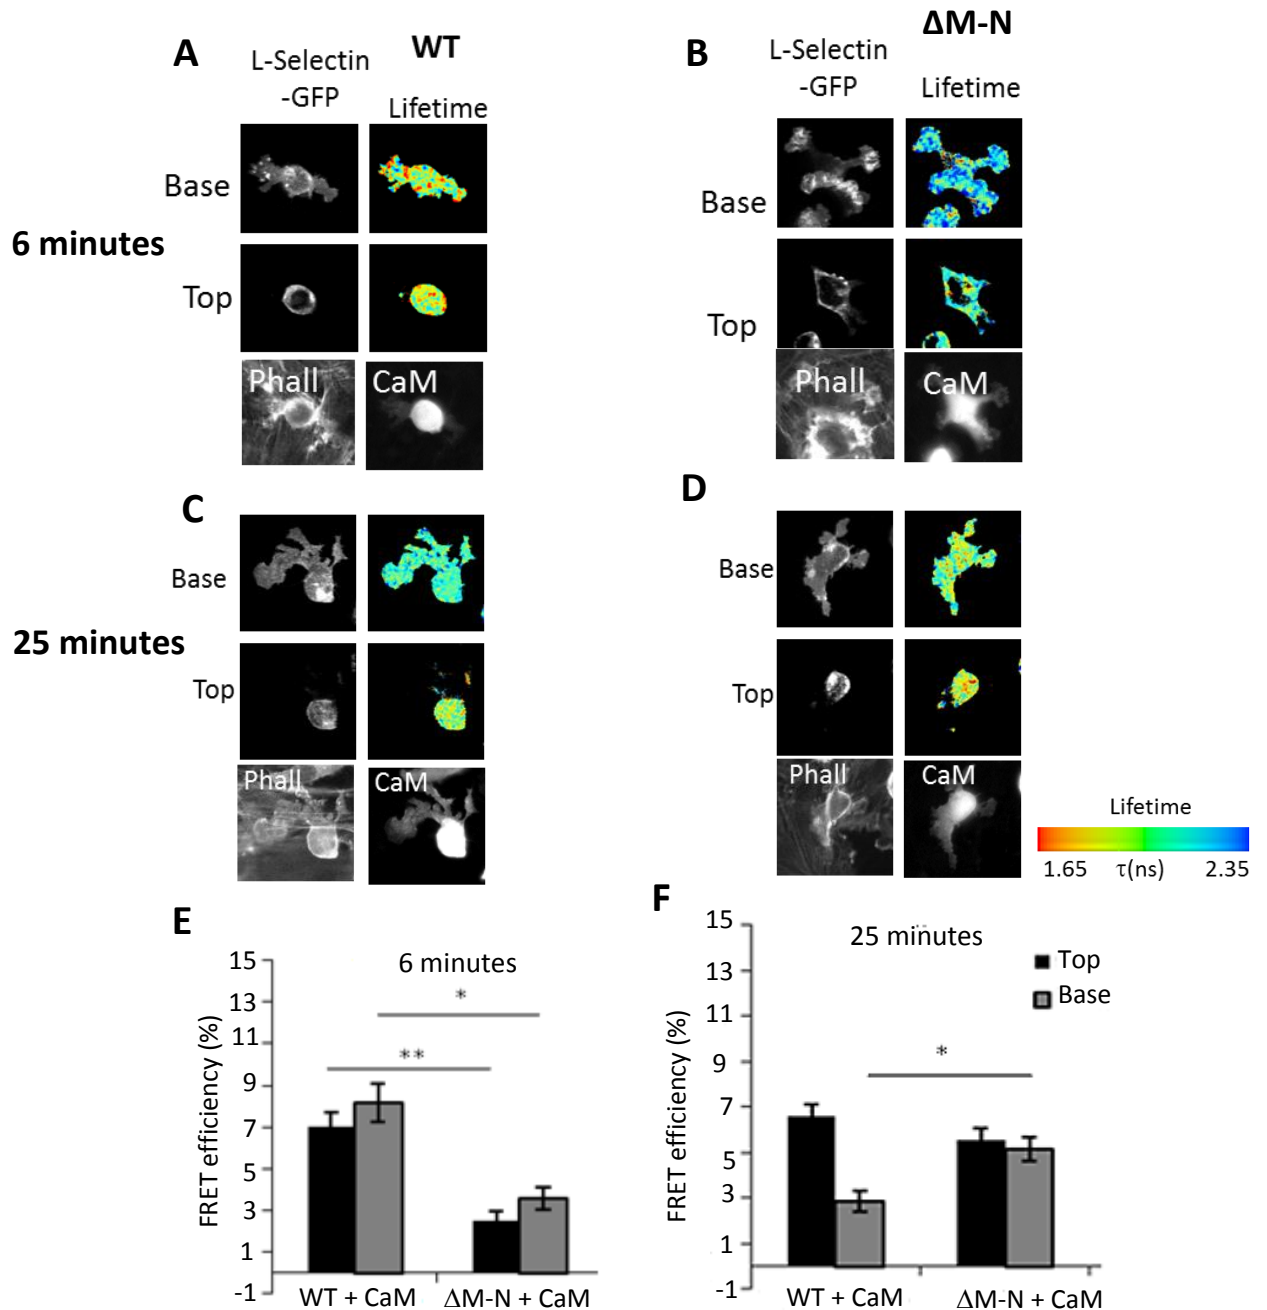 A
WT
L-Selectin
-GFP
Lifetime
Base
6 minutes
Top
Phall
CaM
B
ΔM-N
L-Selectin
-GFP
Lifetime
Base
Top
Phall
CaM
C
Base
25 minutes
Top
Phall
CaM
D
Base
Top
Phall
CaM
Lifetime
1.65 τ(ns) 2.35
E
6 minutes
FRET efficiency (%)
15
13
11
9
7
5
3
1
-1
*
**
WT + CaM ΔM-N + CaM
F
25 minutes
FRET efficiency (%)
15
13
11
9
7
5
3
1
-1
*
Top
Base
WT + CaM ΔM-N + CaM